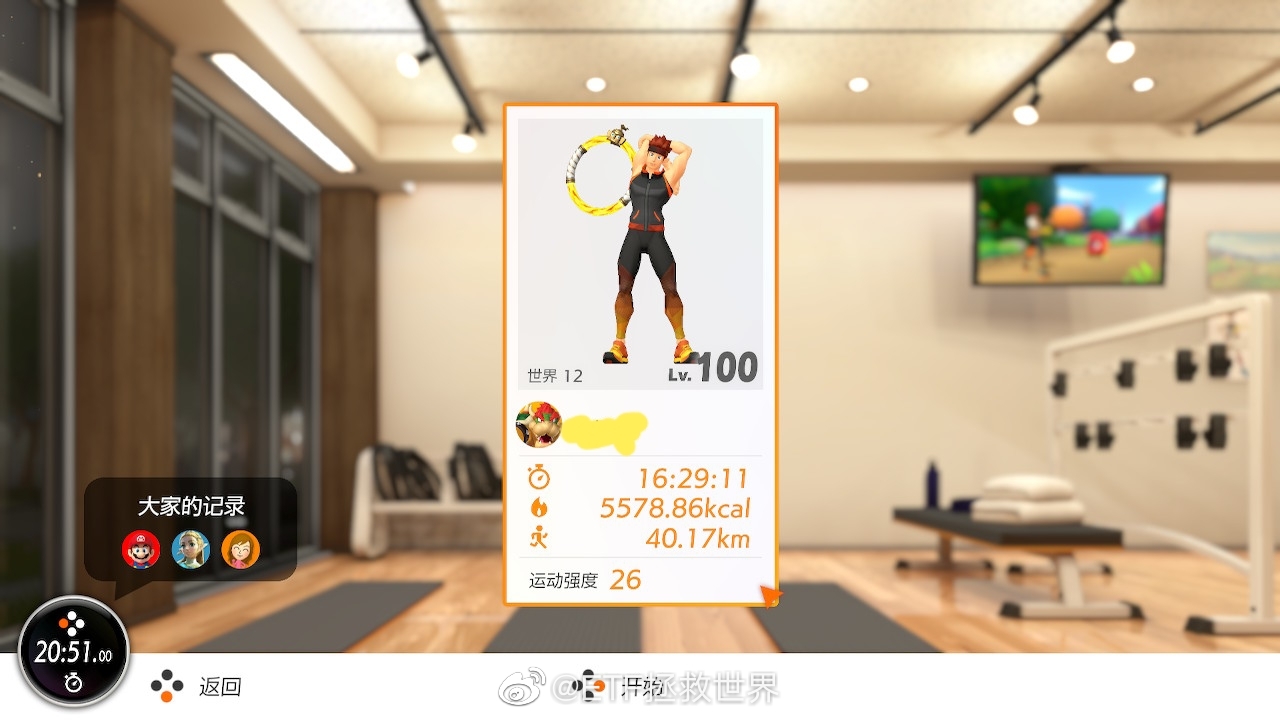 世界 12
Lv. 100
16:29:11
5578.86kcal
40.17km
运动强度 26
大家的记录
20:51.00
返回
开始
@ETF拯救世界